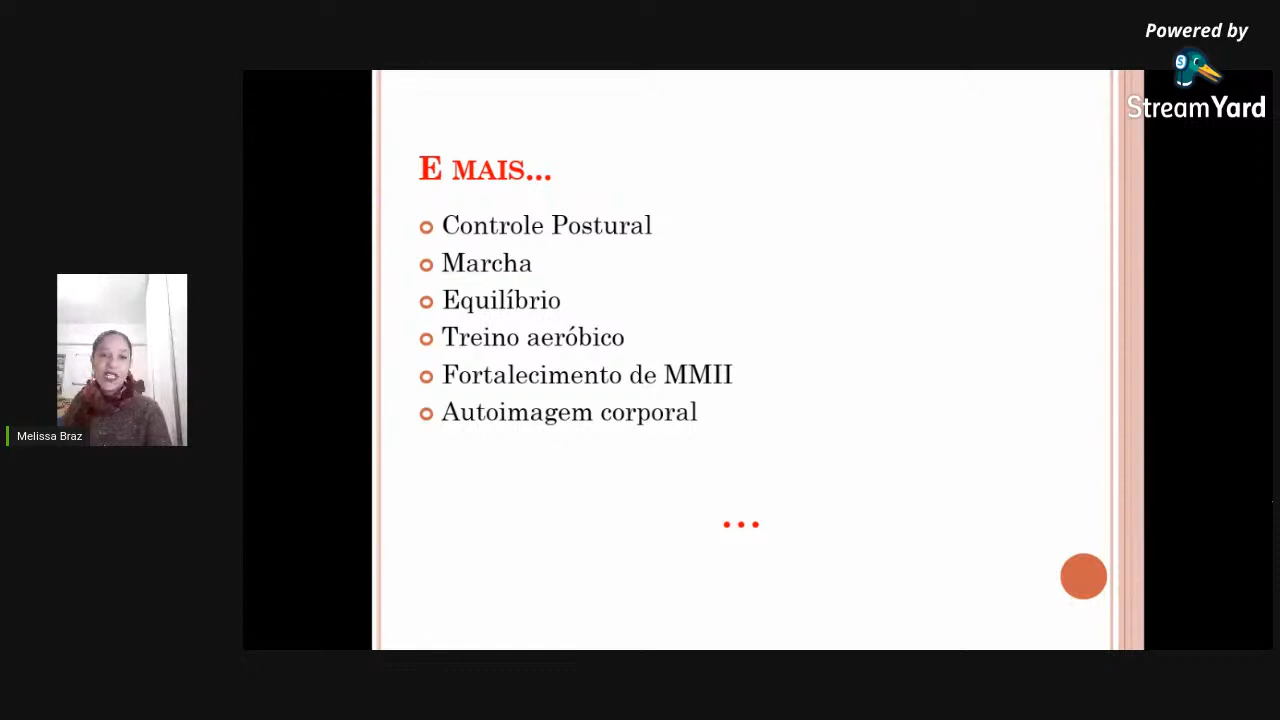 Powered by
StreamYard
E MAIS...
Controle Postural
Marcha
Equilíbrio
Treino aeróbico
Fortalecimento de MMII
Autoimagem corporal
...
Melissa Braz